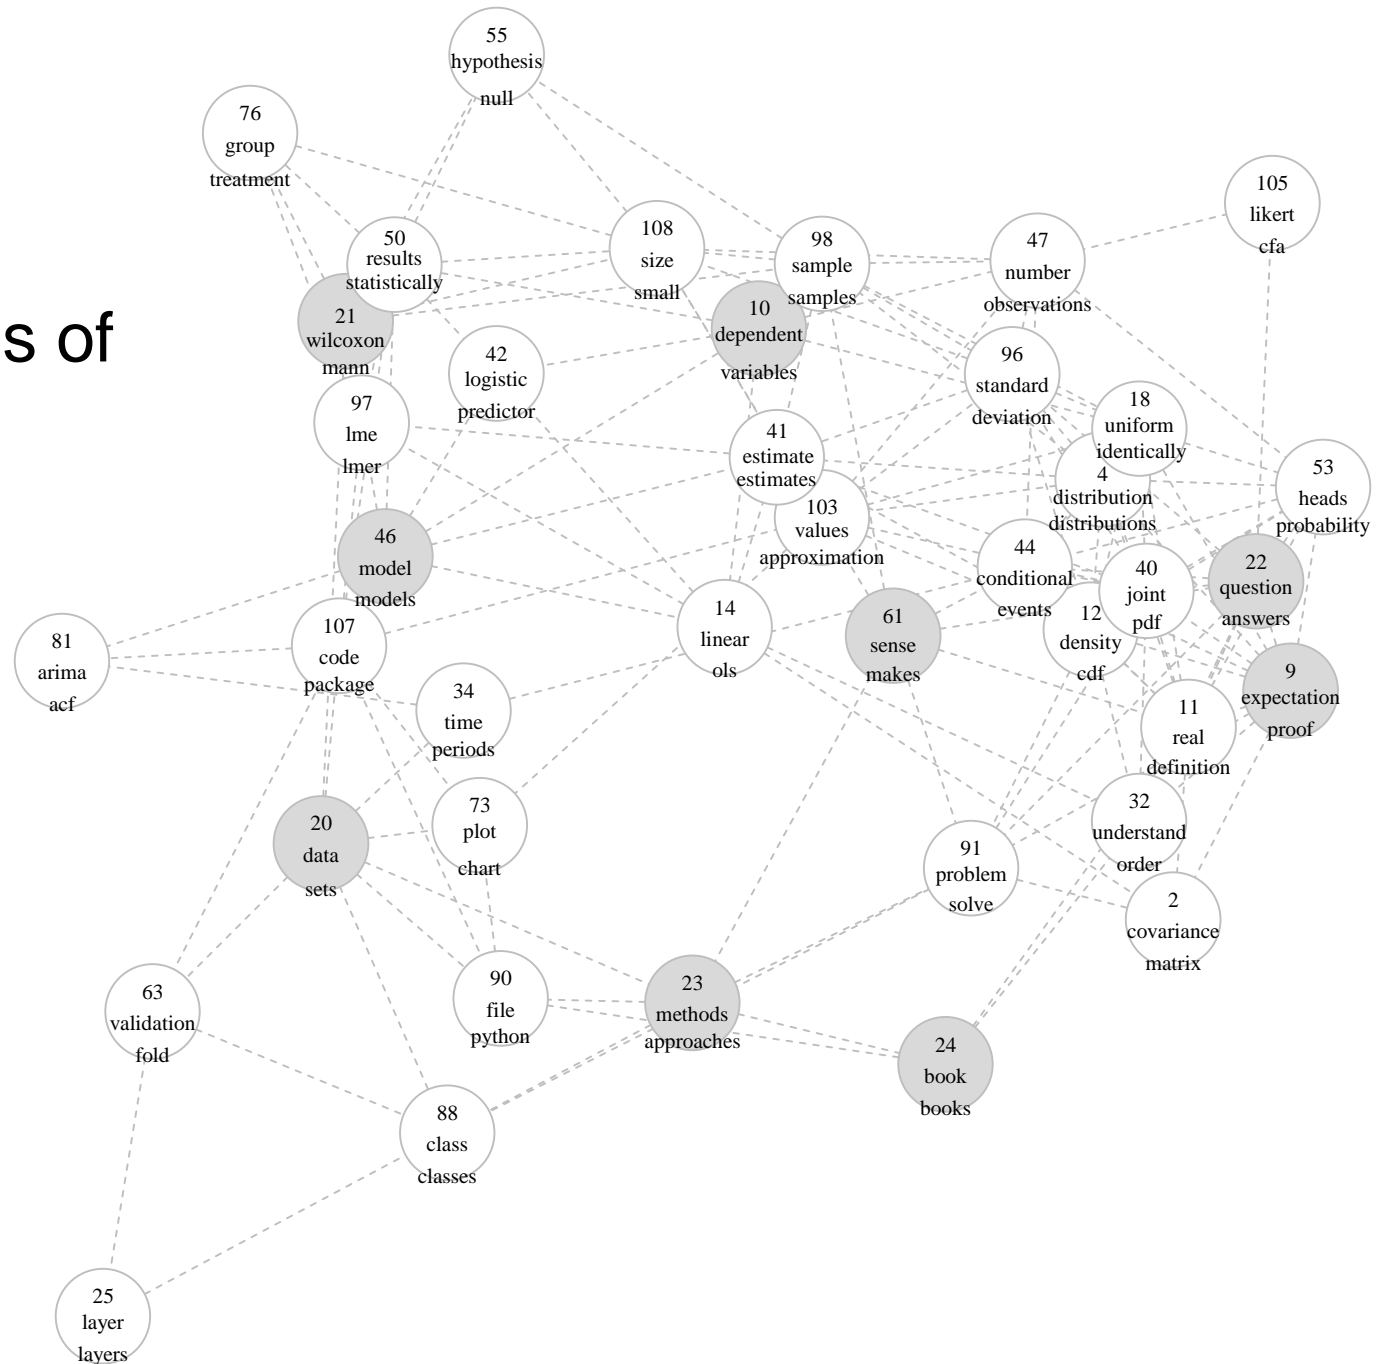 55
hypothesis
null
76
group
treatment
105
likert
cfa
50
results
statistically
108
size
small
98
sample
samples
47
number
observations
s of
21
wilcoxon
mann
10
dependent
variables
42
logistic
predictor
96
standard
deviation
97
lme
lmer
41
estimate
estimates
18
uniform
identically
4
distribution
distributions
53
heads
probability
103
values
approximation
46
model
models
44
conditional
events
40
joint
pdf
22
question
answers
81
arima
acf
107
code
package
14
linear
ols
61
sense
makes
12
density
cdf
9
expectation
proof
34
time
periods
11
real
definition
20
data
sets
73
plot
chart
32
understand
order
91
problem
solve
2
covariance
matrix
63
validation
fold
90
file
python
23
methods
approaches
24
book
books
88
class
classes
25
layer
layers